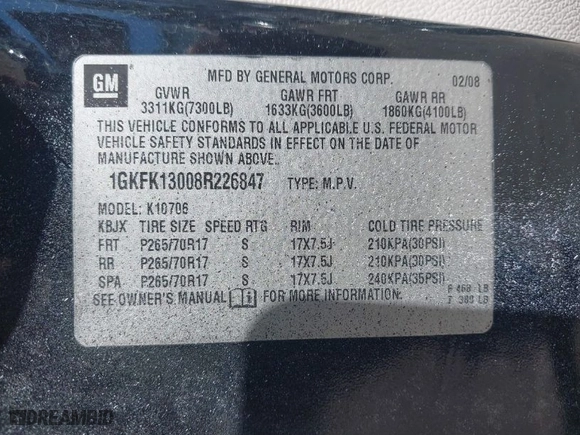 GM
MFD BY GENERAL MOTORS CORP. 02/08
GVWR GAWR FRT GAWR RR
3311KG(7300LB) 1633KG(3600LB) 1860KG(4100LB)
THIS VEHICLE CONFORMS TO ALL APPLICABLE U.S. FEDERAL MOTOR
VEHICLE SAFETY STANDARDS IN EFFECT ON THE DATE OF
MANUFACTURE SHOWN ABOVE.
1GKFK13008R226847 TYPE: M.P.V.
MODEL: K10706
KBJX TIRE SIZE SPEED RTG RIM COLD TIRE PRESSURE
FRT P265/70R17 S 17X7.5J 210KPA(30PSI)
RR P265/70R17 S 17X7.5J 210KPA(30PSI)
SPA P265/70R17 S 17X7.5J 240KPA(35PSI)
SEE OWNER'S MANUAL FOR MORE INFORMATION.
F 468 LB
DREAMBID